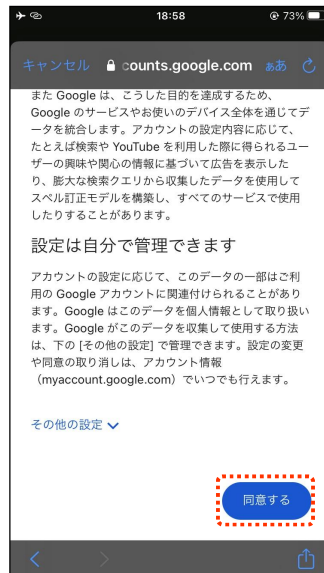 18:58
73%
キャンセル
counts.google.com
ぁあ
また Google は、こうした目的を達成するため、
Google のサービスやお使いのデバイス全体を通じてデ
ータを統合します。アカウントの設定内容に応じて、
たとえば検索や YouTube を利用した際に得られるユー
ザーの興味や関心の情報に基づいて広告を表示した
り、膨大な検索クエリから収集したデータを使用して
スペル訂正モデルを構築し、すべてのサービスで使用
したりすることがあります。
設定は自分で管理できます
アカウントの設定に応じて、このデータの一部はご利
用の Google アカウントに関連付けられることがあり
ます。Google はこのデータを個人情報として取り扱い
ます。Google がこのデータを収集して使用する方法
は、下の [その他の設定] で管理できます。設定の変更
や同意の取り消しは、アカウント情報
（myaccount.google.com）でいつでも行えます。
その他の設定
同意する